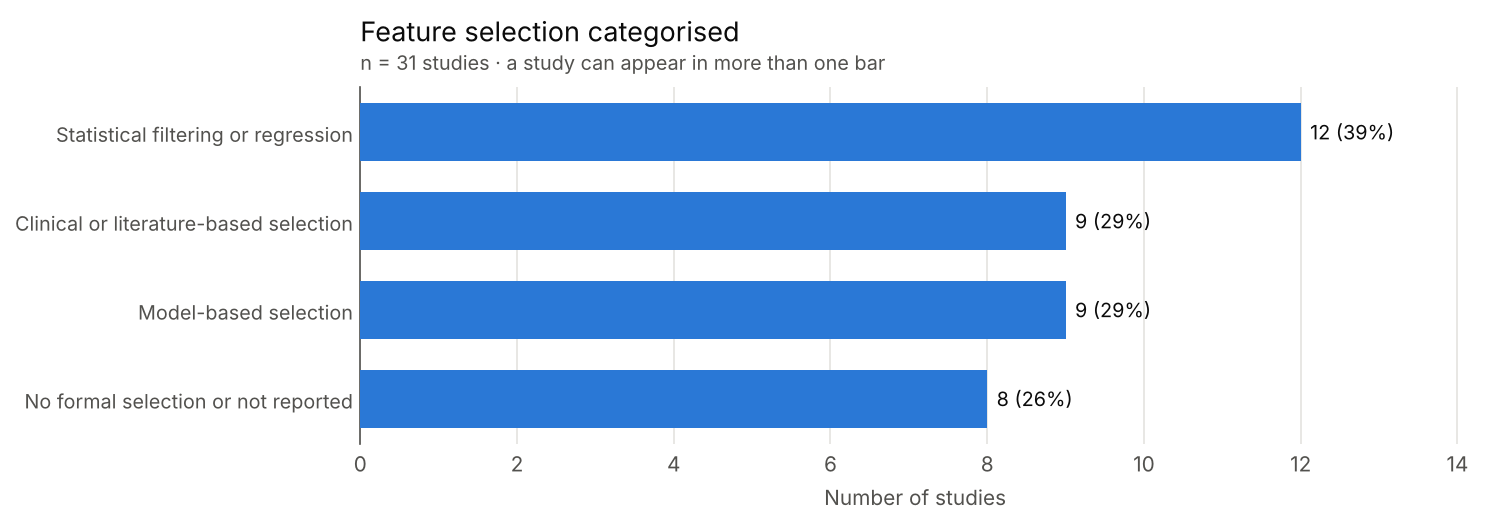 Feature selection categorised
n = 31 studies · a study can appear in more than one bar
Statistical filtering or regression
12 (39%)
Clinical or literature-based selection
9 (29%)
Model-based selection
9 (29%)
No formal selection or not reported
8 (26%)
0 2 4 6 8 10 12 14
Number of studies